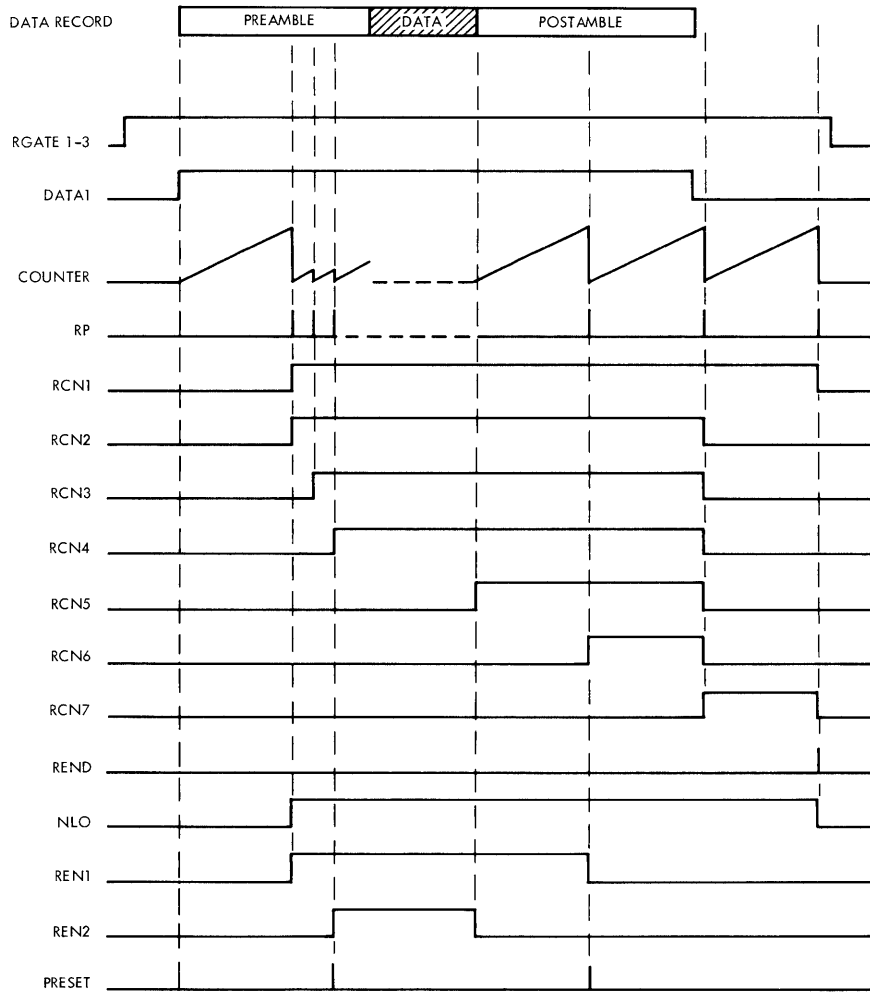 DATA RECORD
PREAMBLE DATA POSTAMBLE
RGATE 1-3
DATA1
COUNTER
RP
RCN1
RCN2
RCN3
RCN4
RCN5
RCN6
RCN7
REND
NLO
REN1
REN2
PRESET